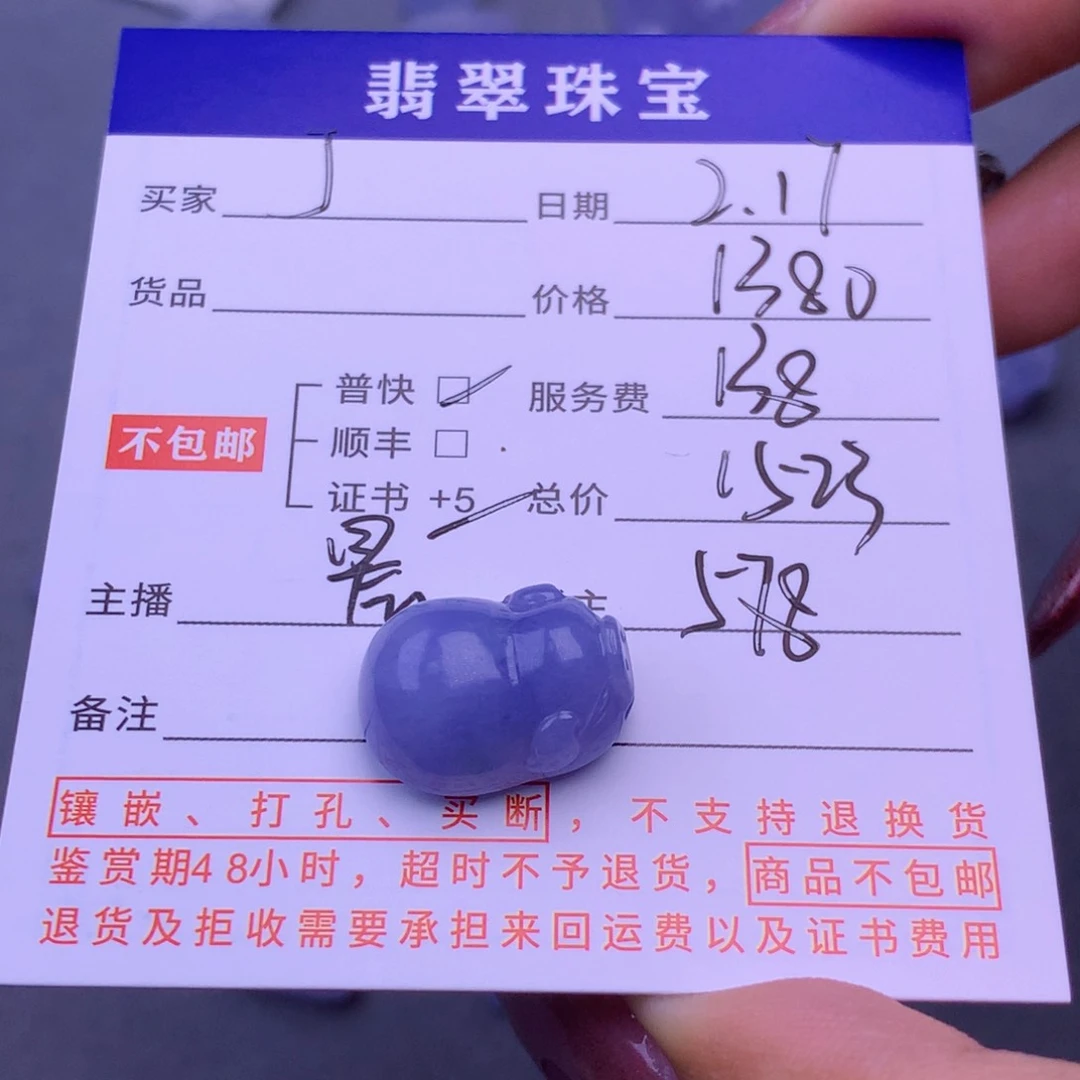 翡翠珠宝
买家 J 日期 2.17
货品 价格 1380
普快 服务费 138
不包邮 顺丰
证书 +5 总价 1523
主播 主 578
备注
镶嵌、打孔、买断，不支持退换货
鉴赏期48小时，超时不予退货，商品不包邮
退货及拒收需要承担来回运费以及证书费用